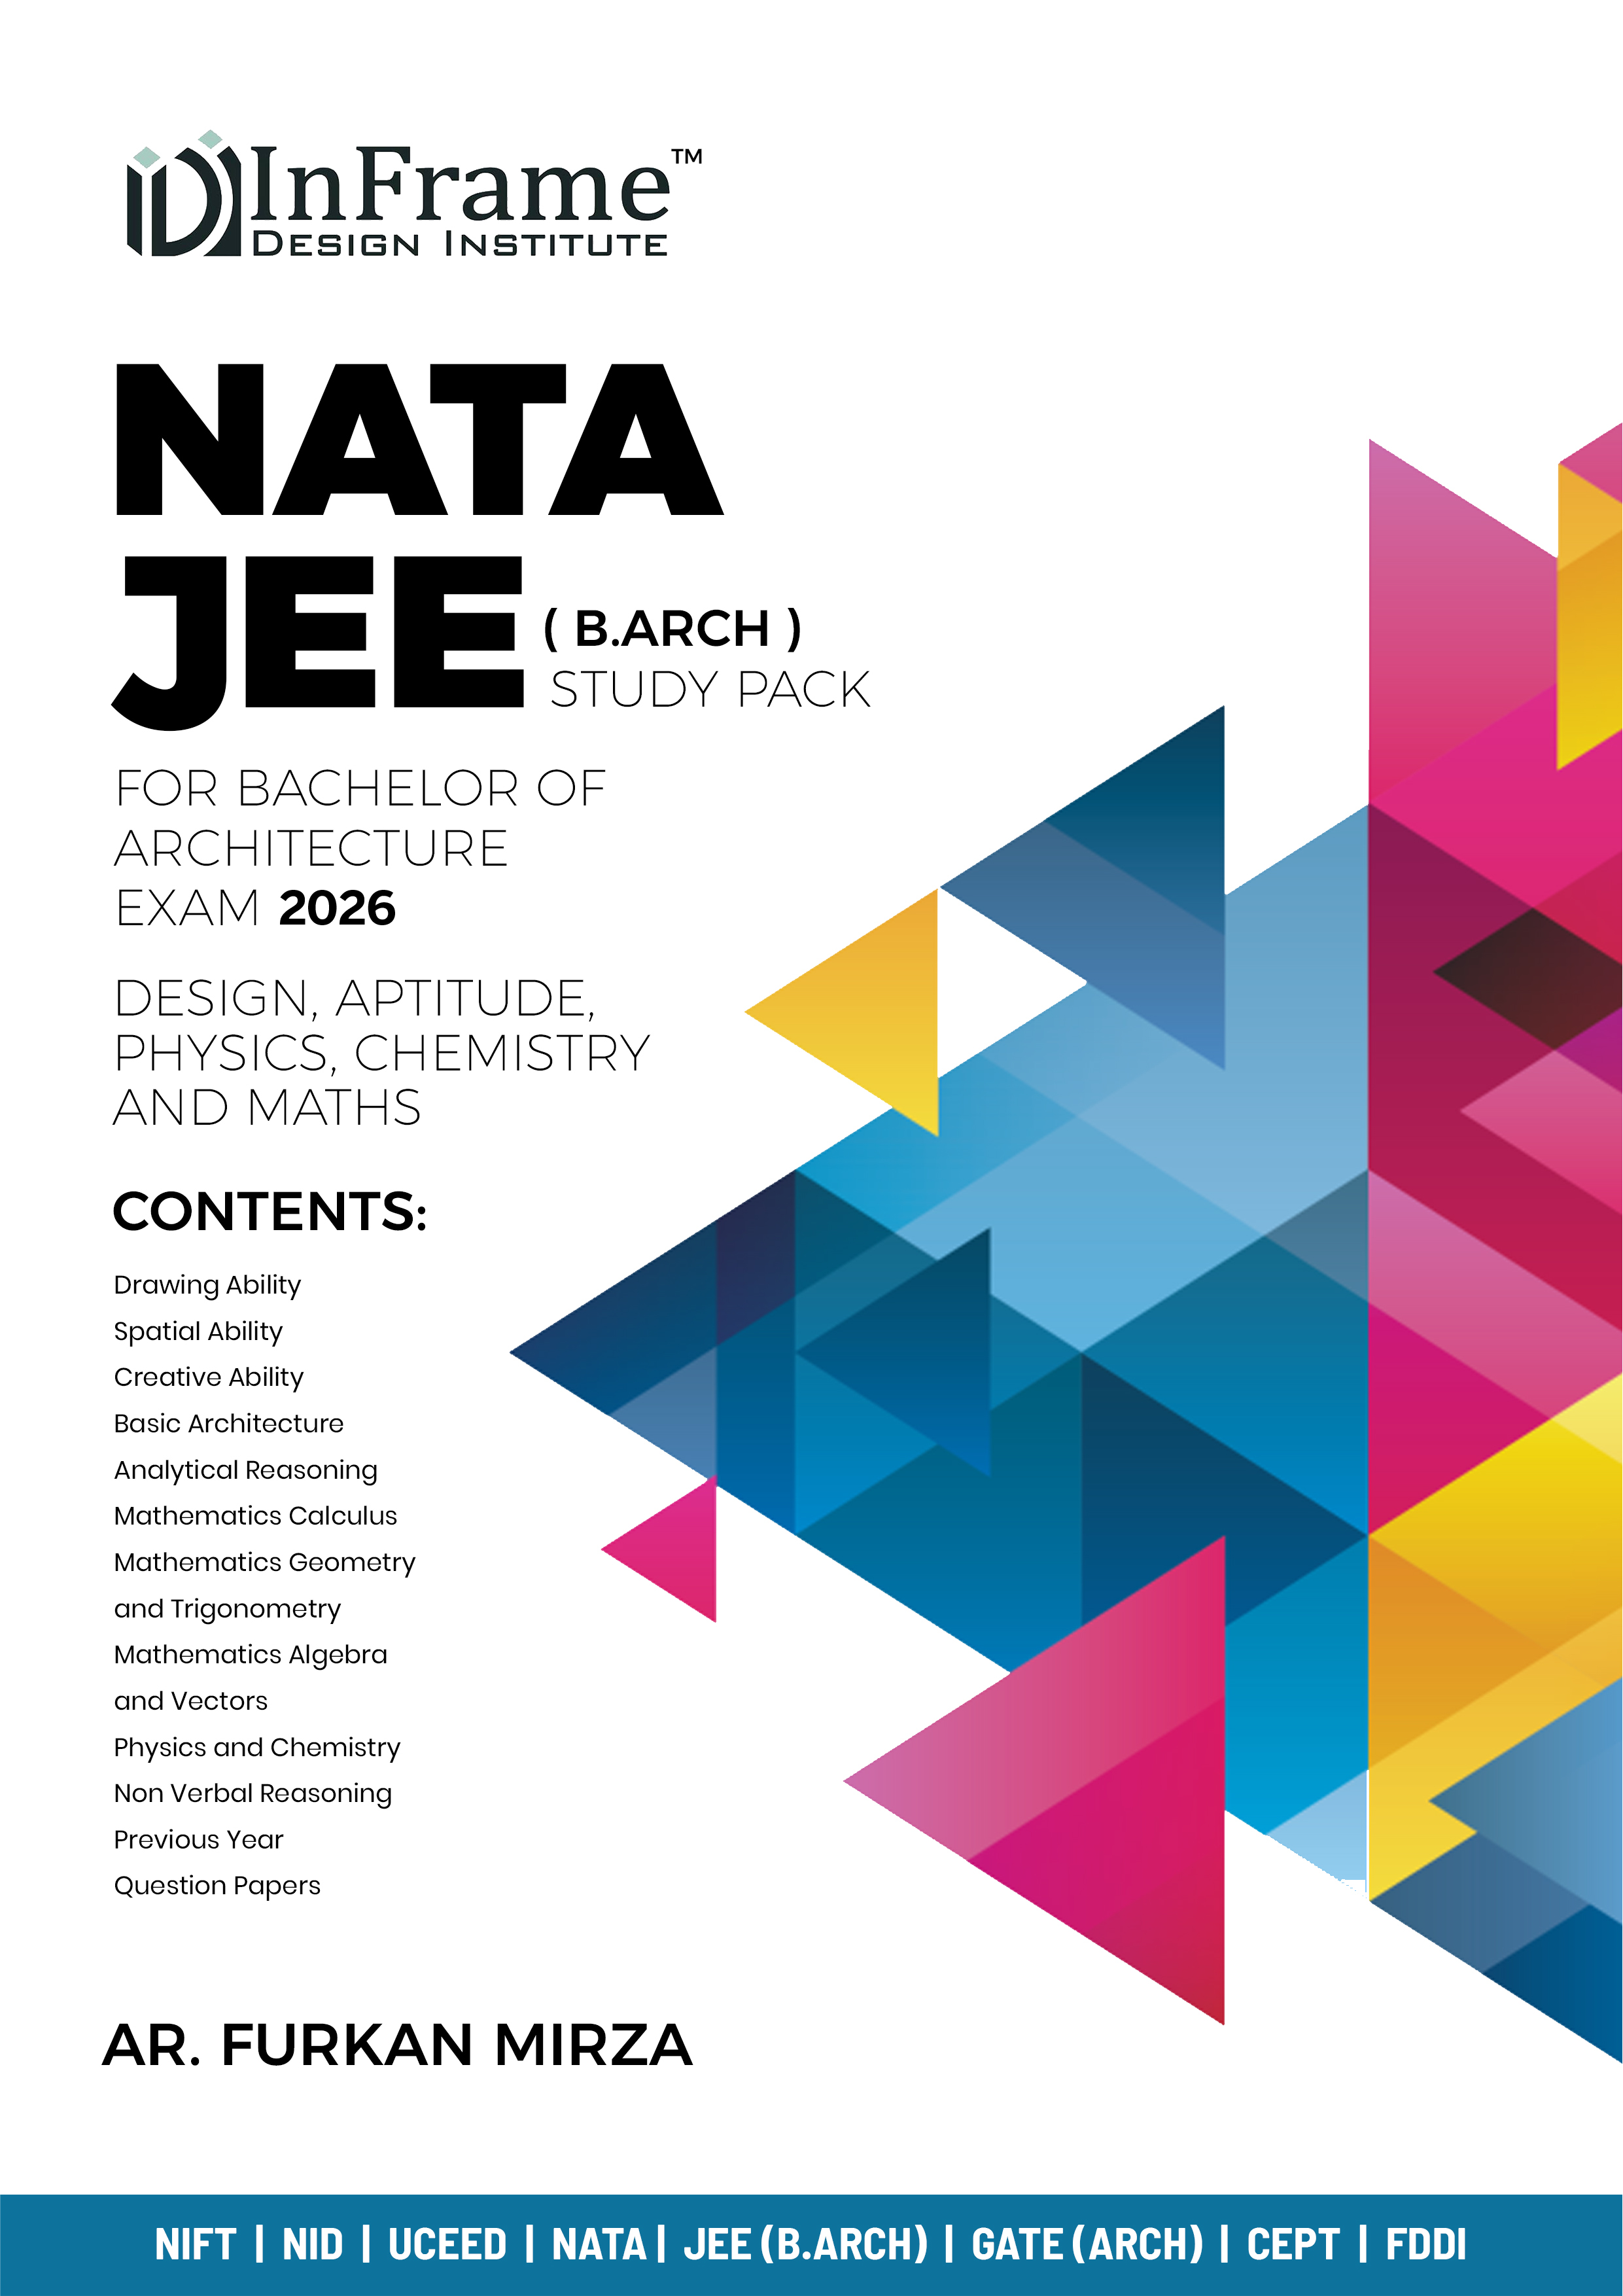 InFrame™
DESIGN INSTITUTE
NATA
JEE ( B.ARCH )
STUDY PACK
FOR BACHELOR OF
ARCHITECTURE
EXAM 2026
DESIGN, APTITUDE,
PHYSICS, CHEMISTRY
AND MATHS
CONTENTS:
Drawing Ability
Spatial Ability
Creative Ability
Basic Architecture
Analytical Reasoning
Mathematics Calculus
Mathematics Geometry
and Trigonometry
Mathematics Algebra
and Vectors
Physics and Chemistry
Non Verbal Reasoning
Previous Year
Question Papers
AR. FURKAN MIRZA
NIFT | NID | UCEED | NATA | JEE (B.ARCH) | GATE (ARCH) | CEPT | FDDI